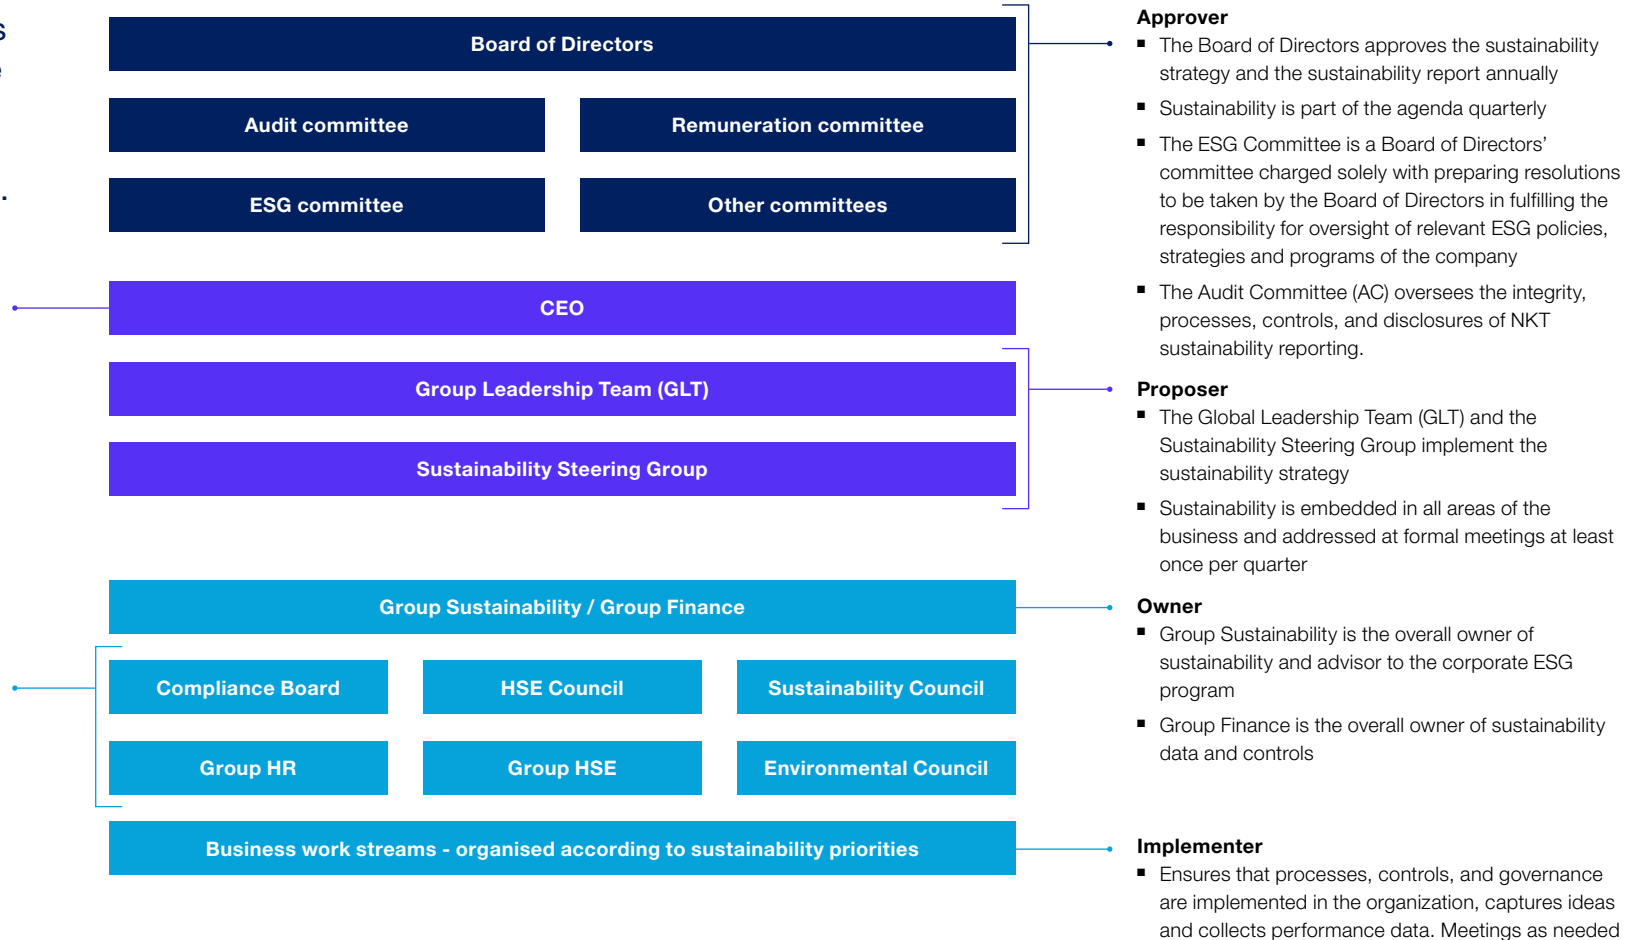 s
e
.
Board of Directors
Audit committee
Remuneration committee
ESG committee
Other committees
CEO
Group Leadership Team (GLT)
Sustainability Steering Group
Group Sustainability / Group Finance
Compliance Board
HSE Council
Sustainability Council
Group HR
Group HSE
Environmental Council
Business work streams - organised according to sustainability priorities
Approver
▪ The Board of Directors approves the sustainability
strategy and the sustainability report annually
▪ Sustainability is part of the agenda quarterly
▪ The ESG Committee is a Board of Directors’
committee charged solely with preparing resolutions
to be taken by the Board of Directors in fulfilling the
responsibility for oversight of relevant ESG policies,
strategies and programs of the company
▪ The Audit Committee (AC) oversees the integrity,
processes, controls, and disclosures of NKT
sustainability reporting.
Proposer
▪ The Global Leadership Team (GLT) and the
Sustainability Steering Group implement the
sustainability strategy
▪ Sustainability is embedded in all areas of the
business and addressed at formal meetings at least
once per quarter
Owner
▪ Group Sustainability is the overall owner of
sustainability and advisor to the corporate ESG
program
▪ Group Finance is the overall owner of sustainability
data and controls
Implementer
▪ Ensures that processes, controls, and governance
are implemented in the organization, captures ideas
and collects performance data. Meetings as needed